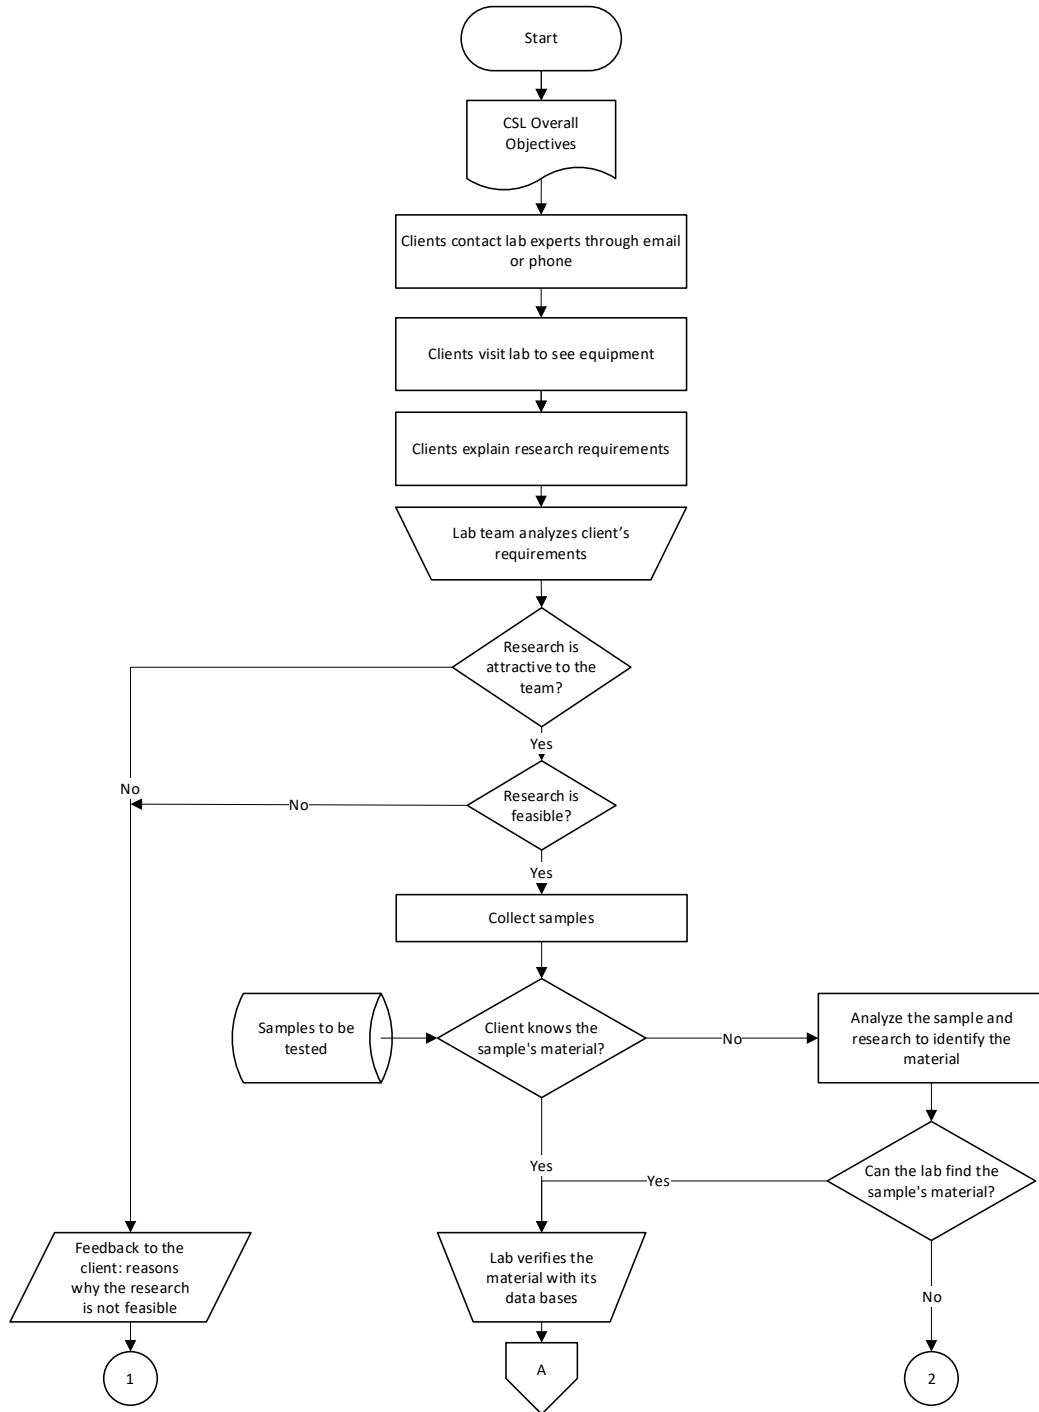 Start
CSL Overall
Objectives
Clients contact lab experts through email
or phone
Clients visit lab to see equipment
Clients explain research requirements
Lab team analyzes client’s
requirements
Research is
attractive to the
team?
Yes
No
Research is
feasible?
No
Yes
Collect samples
Samples to be
tested
Client knows the
sample's material?
No
Analyze the sample and
research to identify the
material
Yes
Yes
Can the lab find the
sample's material?
Feedback to the
client: reasons
why the research
is not feasible
Lab verifies the
material with its
data bases
No
1
A
2